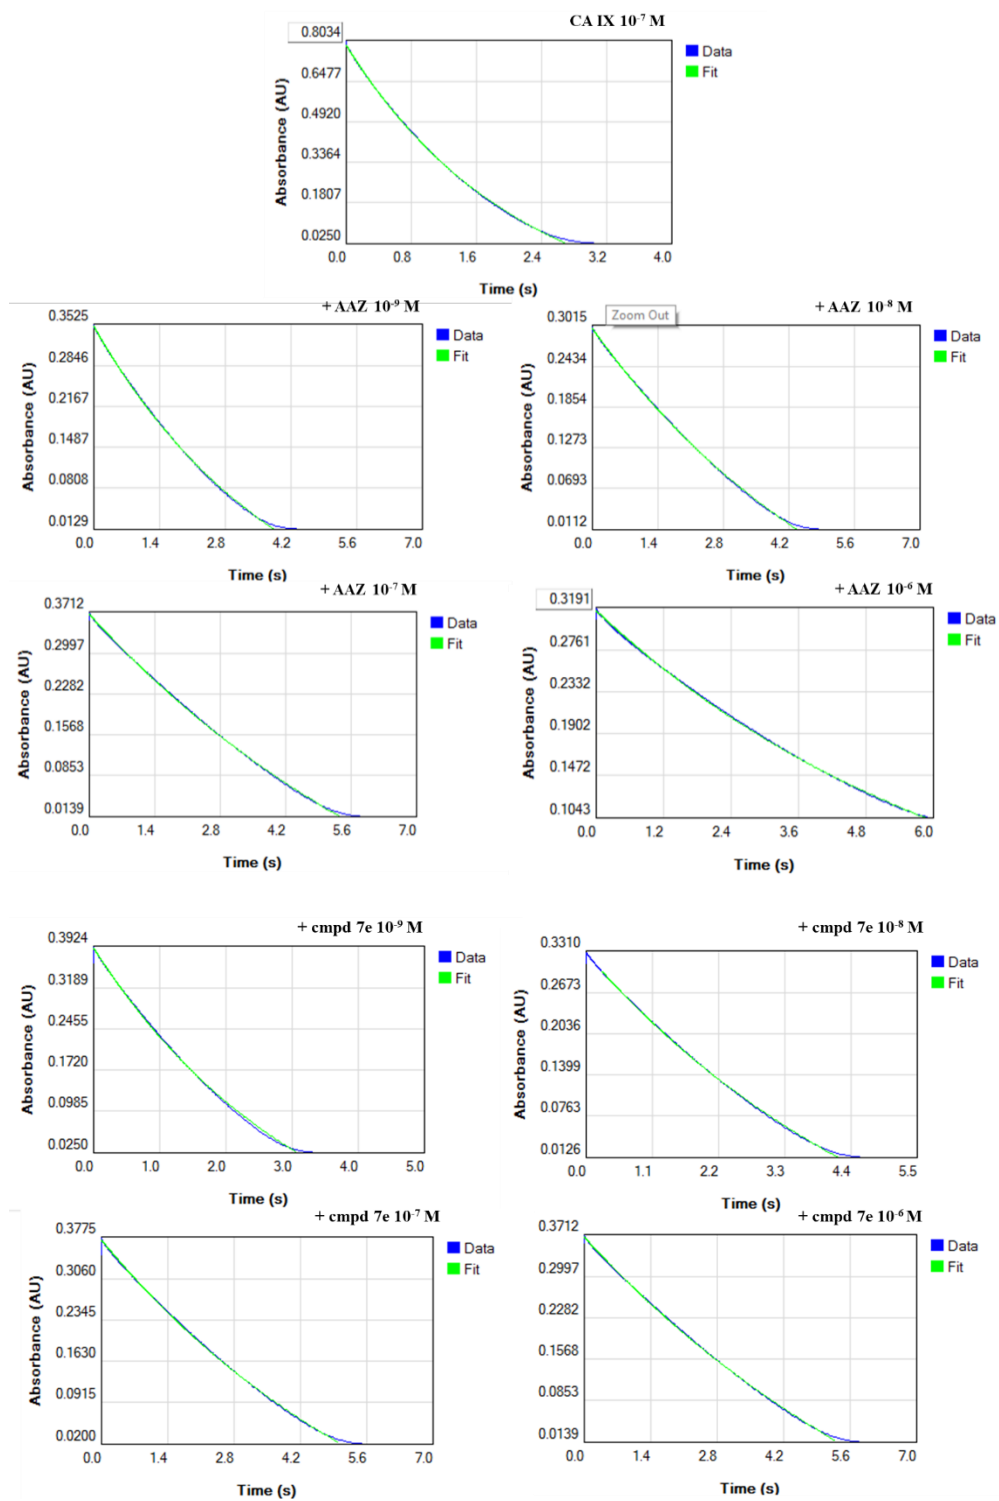 CA IX 10⁻⁷ M
0.8034
0.6477
0.4920
0.3364
0.1807
0.0250
Absorbance (AU)
0.0 0.8 1.6 2.4 3.2 4.0
Time (s)
Data
Fit
+ AAZ 10⁻⁹ M
0.3525
0.2846
0.2167
0.1487
0.0808
0.0129
Absorbance (AU)
0.0 1.4 2.8 4.2 5.6 7.0
Time (s)
Data
Fit
+ AAZ 10⁻⁸ M
Zoom Out
0.3015
0.2434
0.1854
0.1273
0.0693
0.0112
Absorbance (AU)
0.0 1.4 2.8 4.2 5.6 7.0
Time (s)
Data
Fit
+ AAZ 10⁻⁷ M
0.3712
0.2997
0.2282
0.1568
0.0853
0.0139
Absorbance (AU)
0.0 1.4 2.8 4.2 5.6 7.0
Time (s)
Data
Fit
+ AAZ 10⁻⁶ M
0.3191
0.2761
0.2332
0.1902
0.1472
0.1043
Absorbance (AU)
0.0 1.2 2.4 3.6 4.8 6.0
Time (s)
Data
Fit
+ cmpd 7e 10⁻⁹ M
0.3924
0.3189
0.2455
0.1720
0.0985
0.0250
Absorbance (AU)
0.0 1.0 2.0 3.0 4.0 5.0
Time (s)
Data
Fit
+ cmpd 7e 10⁻⁸ M
0.3310
0.2673
0.2036
0.1399
0.0763
0.0126
Absorbance (AU)
0.0 1.1 2.2 3.3 4.4 5.5
Time (s)
Data
Fit
+ cmpd 7e 10⁻⁷ M
0.3775
0.3060
0.2345
0.1630
0.0915
0.0200
Absorbance (AU)
0.0 1.4 2.8 4.2 5.6 7.0
Time (s)
Data
Fit
+ cmpd 7e 10⁻⁶ M
0.3712
0.2997
0.2282
0.1568
0.0853
0.0139
Absorbance (AU)
0.0 1.4 2.8 4.2 5.6 7.0
Time (s)
Data
Fit